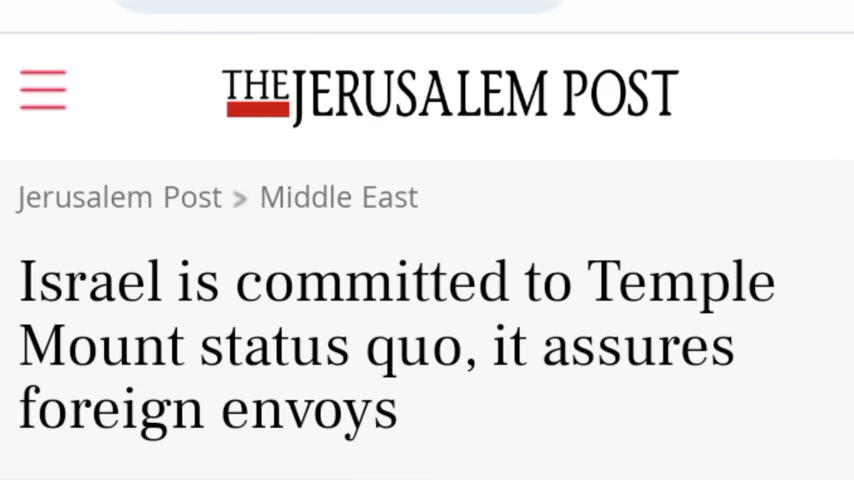 THE JERUSALEM POST
Jerusalem Post > Middle East
Israel is committed to Temple
Mount status quo, it assures
foreign envoys